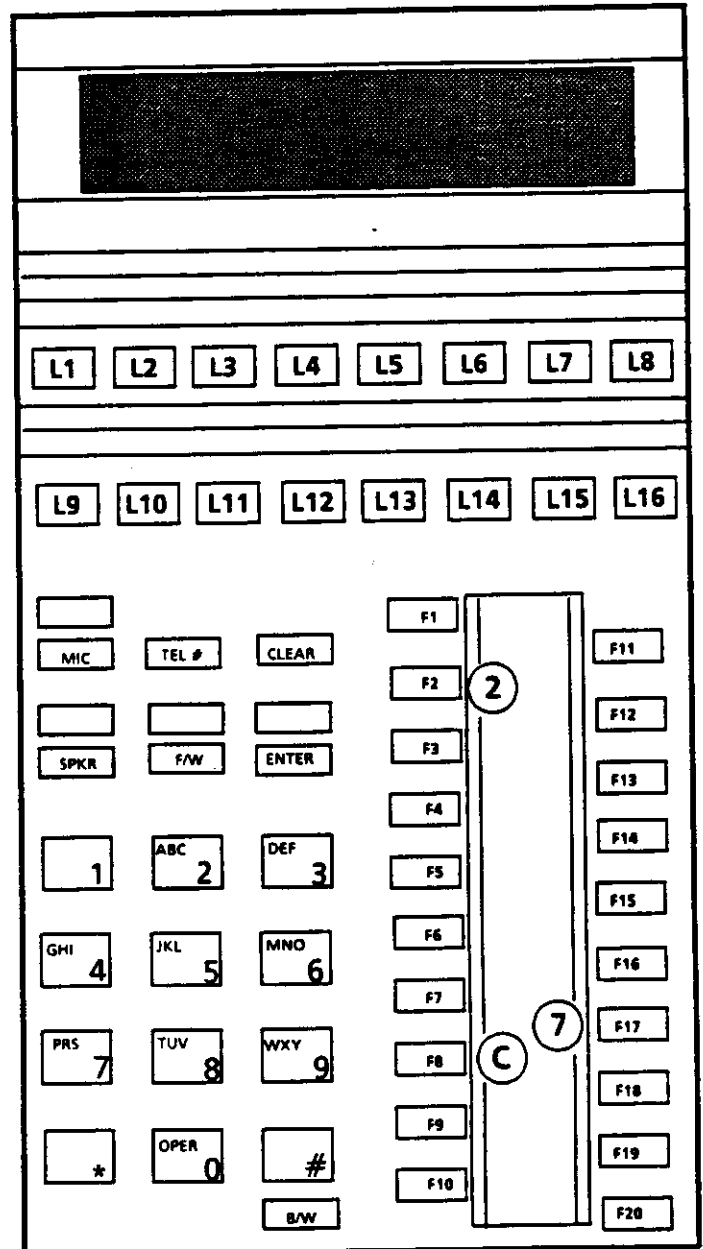 L1 L2 L3 L4 L5 L6 L7 L8
L9 L10 L11 L12 L13 L14 L15 L16
F1
MIC TEL # CLEAR F11
F2 2
F12
SPKR F/W ENTER F3
F13
F4
F14
1 ABC 2 DEF 3 F5
F15
GHI 4 JKL 5 MNO 6 F6
F16
F7
7 F17
PRS 7 TUV 8 WXY 9 F8 C
F18
F9
* OPER 0 # F19
F10
B/W F20